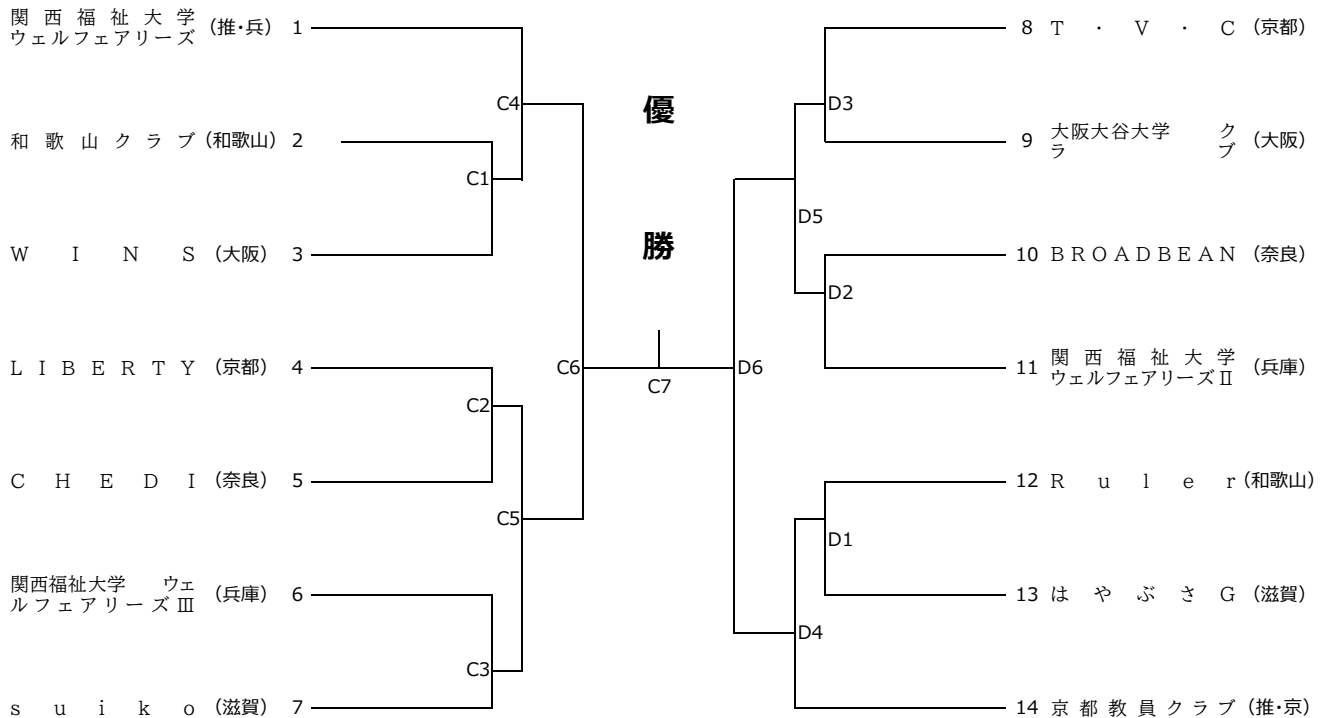 関西福祉大学
ウェルフェアリーズ (推・兵) 1
C4
和歌山クラブ (和歌山) 2
C1
WINS (大阪) 3
LIBERTY (京都) 4
C2
CHEDI (奈良) 5
C5
関西福祉大学 ウェ
ルフェアリーズⅢ (兵庫) 6
C3
suiko (滋賀) 7
C6
優
勝
C7
D6
8 T・V・C (京都)
D3
9 大阪大谷大学 ク
ラブ (大阪)
D5
10 BROADBEAN (奈良)
D2
11 関西福祉大学
ウェルフェアリーズⅡ (兵庫)
12 Ruler (和歌山)
D1
13 はやぶさG (滋賀)
D4
14 京都教員クラブ (推・京)